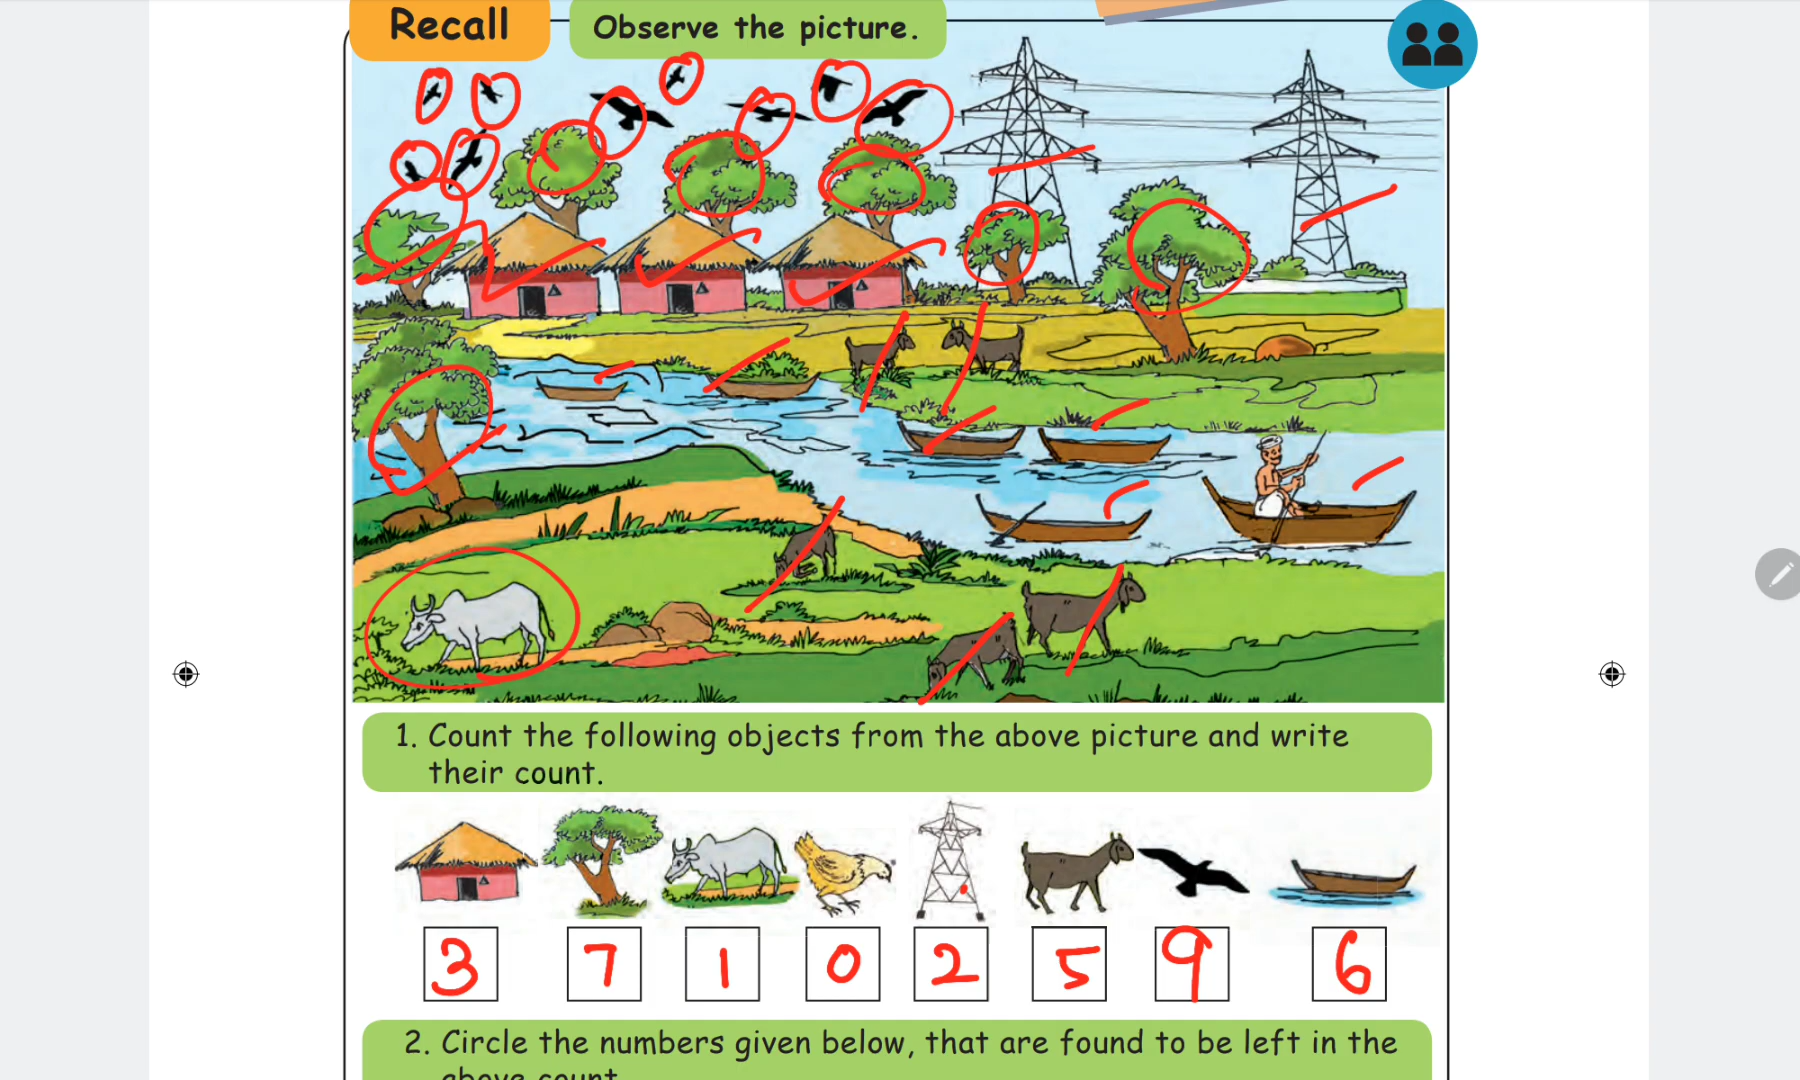 Recall
Observe the picture.
1. Count the following objects from the above picture and write
their count.
3 7 1 0 2 5 9 6
2. Circle the numbers given below, that are found to be left in the
above count.